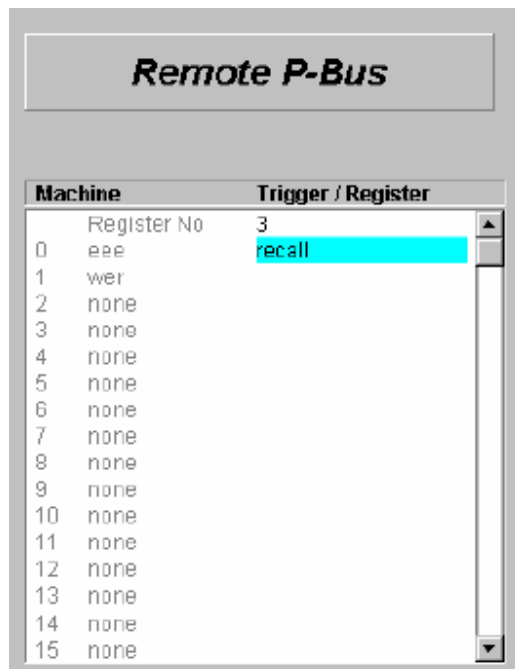 Remote P-Bus
Machine Trigger / Register
Register No 3
0 eee recall
1 wer
2 none
3 none
4 none
5 none
6 none
7 none
8 none
9 none
10 none
11 none
12 none
13 none
14 none
15 none